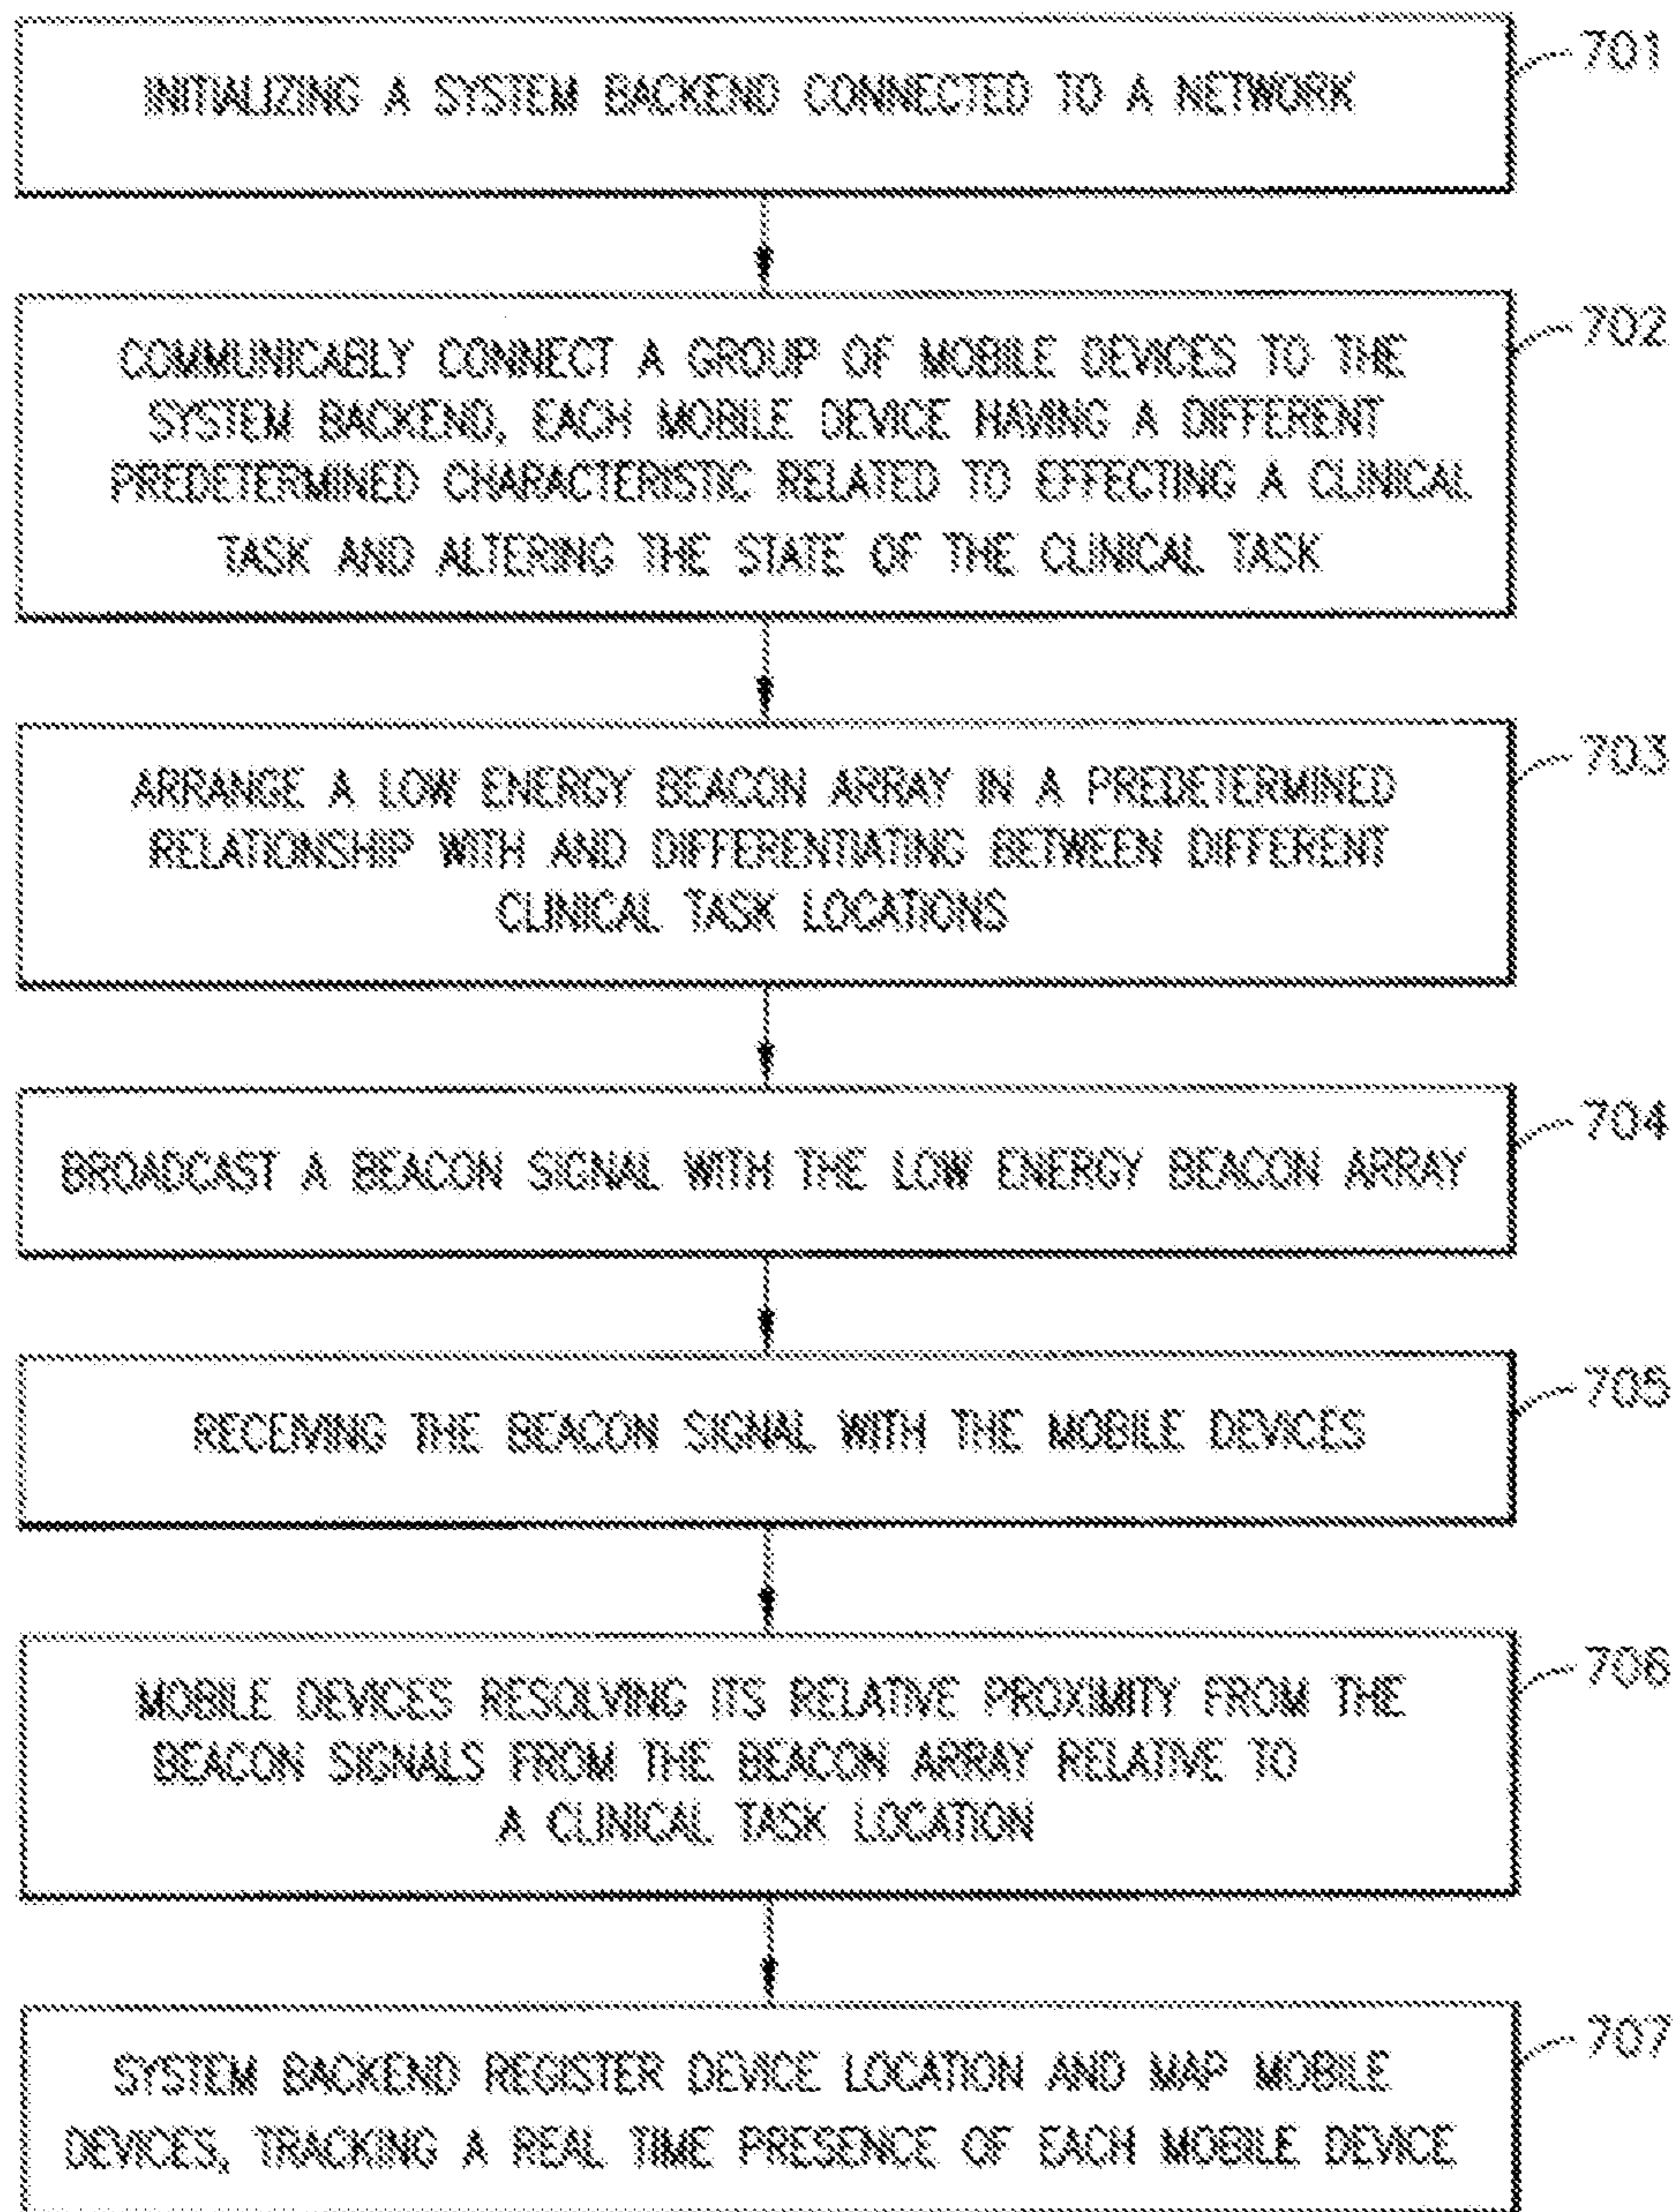 INITIALIZING A SYSTEM BACKEND CONNECTED TO A NETWORK
701
COMMUNICABLY CONNECT A GROUP OF MOBILE DEVICES TO THE
SYSTEM BACKEND, EACH MOBILE DEVICE HAVING A DIFFERENT
PREDETERMINED CHARACTERISTIC RELATED TO EFFECTING A CLINICAL
TASK AND ALTERING THE STATE OF THE CLINICAL TASK
702
ARRANGE A LOW ENERGY BEACON ARRAY IN A PREDETERMINED
RELATIONSHIP WITH AND DIFFERENTIATING BETWEEN DIFFERENT
CLINICAL TASK LOCATIONS
703
BROADCAST A BEACON SIGNAL WITH THE LOW ENERGY BEACON ARRAY
704
RECEIVING THE BEACON SIGNAL WITH THE MOBILE DEVICES
705
MOBILE DEVICES RESOLVING ITS RELATIVE PROXIMITY FROM THE
BEACON SIGNALS FROM THE BEACON ARRAY RELATIVE TO
A CLINICAL TASK LOCATION
706
SYSTEM BACKEND REGISTER DEVICE LOCATION AND MAP MOBILE
DEVICES, TRACKING A REAL TIME PRESENCE OF EACH MOBILE DEVICE
707